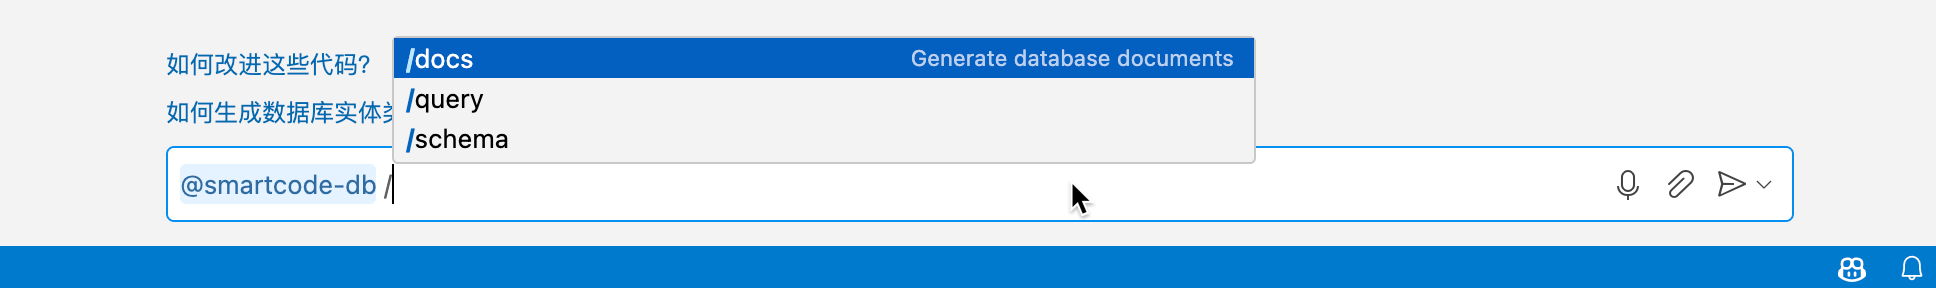 如何改进这些代码?
/docs Generate database documents
如何生成数据库实体
/query
/schema
@smartcode-db /